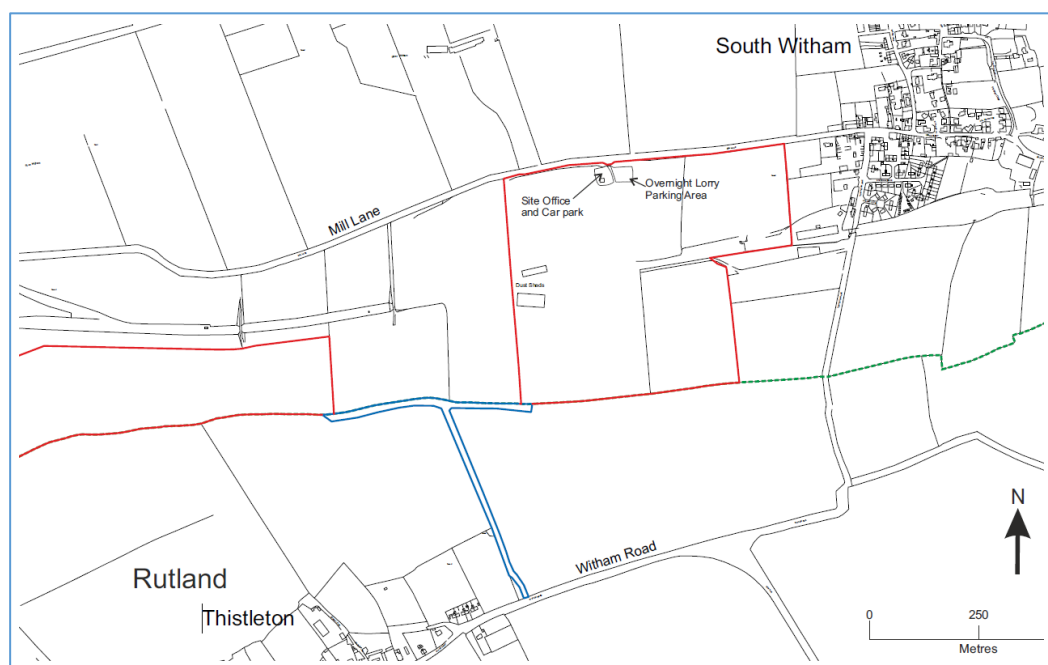 South Witham
Site Office
and Car park
Overnight Lorry
Parking Area
Mill Lane
Dust Sheds
Witham Road
N
Rutland
Thistleton
0 250
Metres